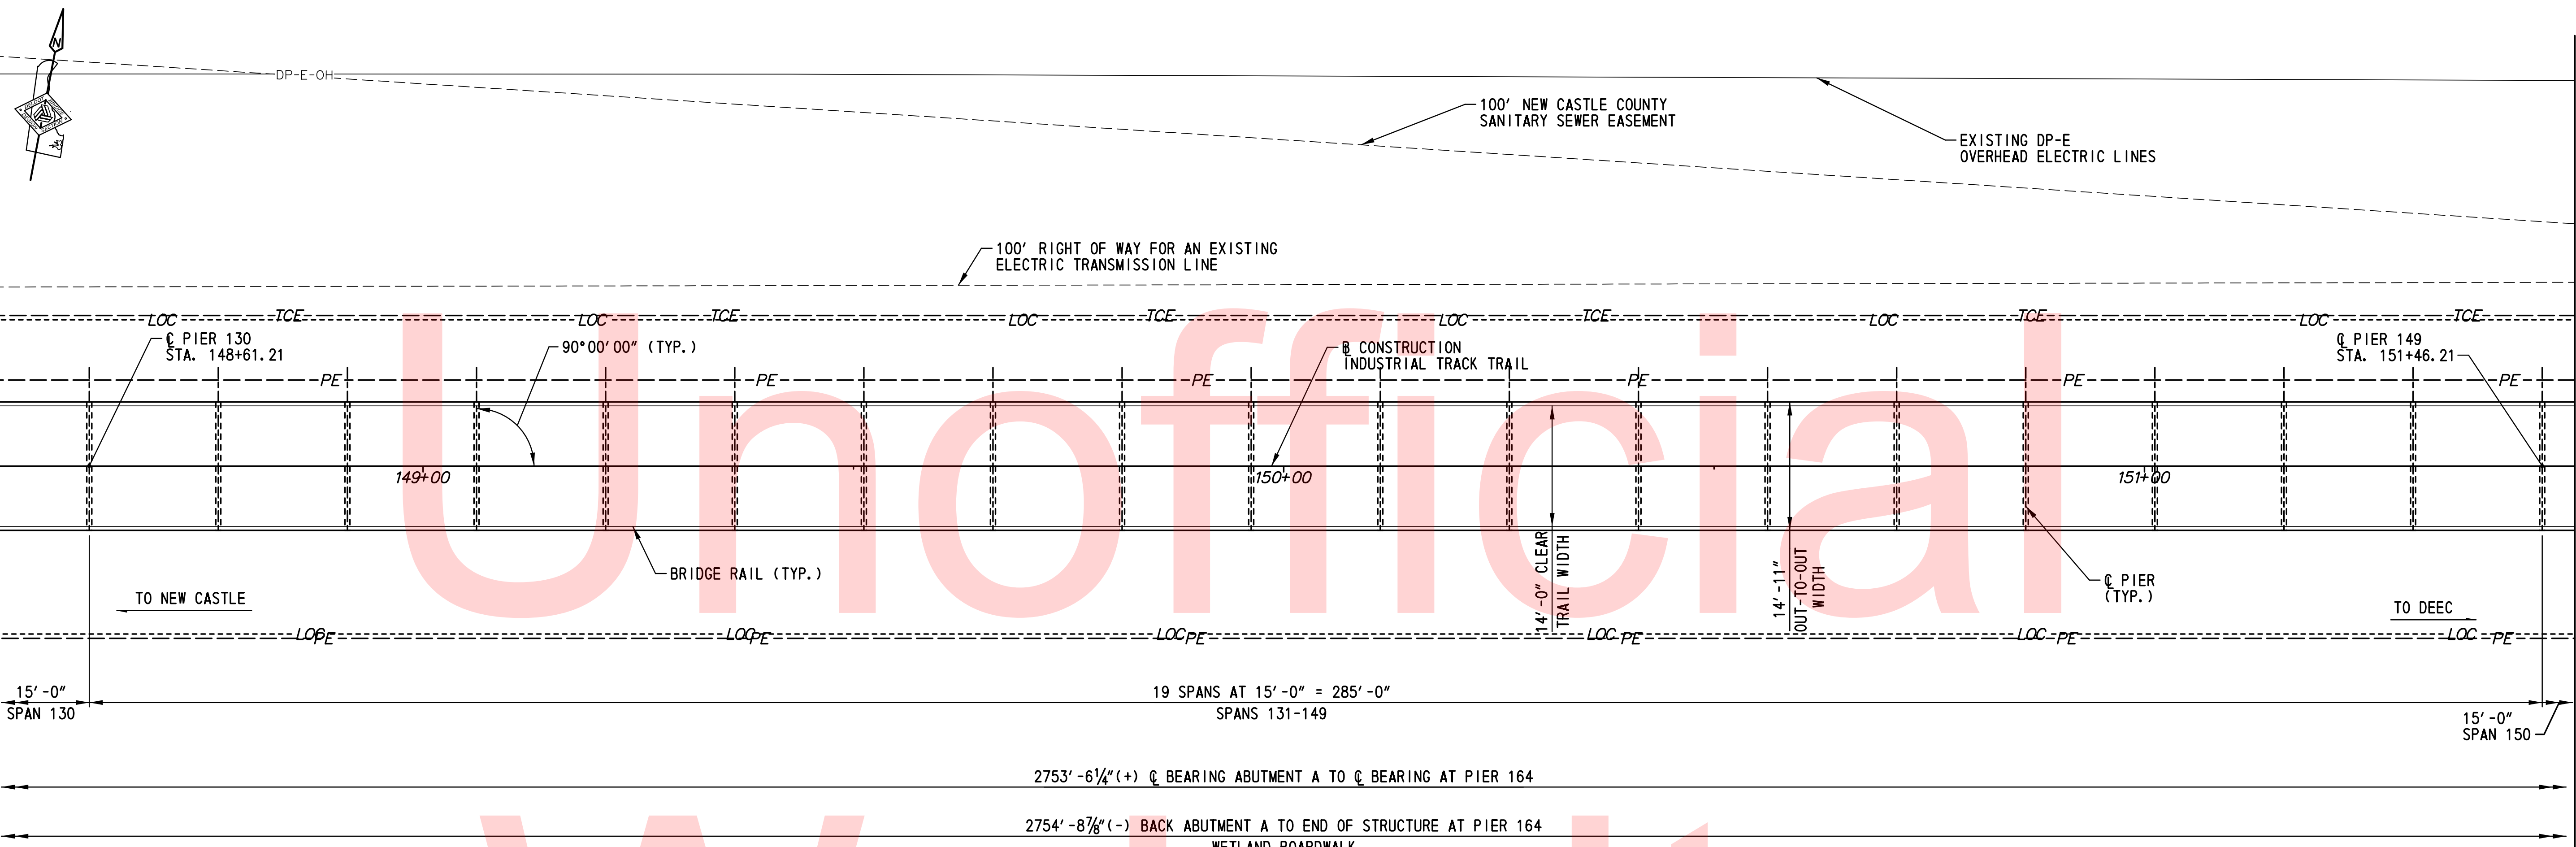 N
DP-E-OH
100' NEW CASTLE COUNTY
SANITARY SEWER EASEMENT
EXISTING DP-E
OVERHEAD ELECTRIC LINES
100' RIGHT OF WAY FOR AN EXISTING
ELECTRIC TRANSMISSION LINE
LOC TCE LOC TCE LOC TCE LOC TCE LOC TCE LOC TCE
℄ PIER 130
STA. 148+61.21
90°00'00" (TYP.)
B CONSTRUCTION
INDUSTRIAL TRACK TRAIL
℄ PIER 149
STA. 151+46.21
PE PE PE PE PE PE
Unofficial
149+00 150+00 151+00
BRIDGE RAIL (TYP.)
14'-0" CLEAR
TRAIL WIDTH
14'-11"
OUT-TO-OUT
WIDTH
℄ PIER
(TYP.)
TO NEW CASTLE
TO DEEC
LOC PE LOC PE LOC PE LOC PE LOC PE LOC PE
15'-0"
SPAN 130
19 SPANS AT 15'-0" = 285'-0"
SPANS 131-149
15'-0"
SPAN 150
2753'-6¼"(+) ℄ BEARING ABUTMENT A TO ℄ BEARING AT PIER 164
2754'-8⅞"(-) BACK ABUTMENT A TO END OF STRUCTURE AT PIER 164
WETLAND BOARDWALK